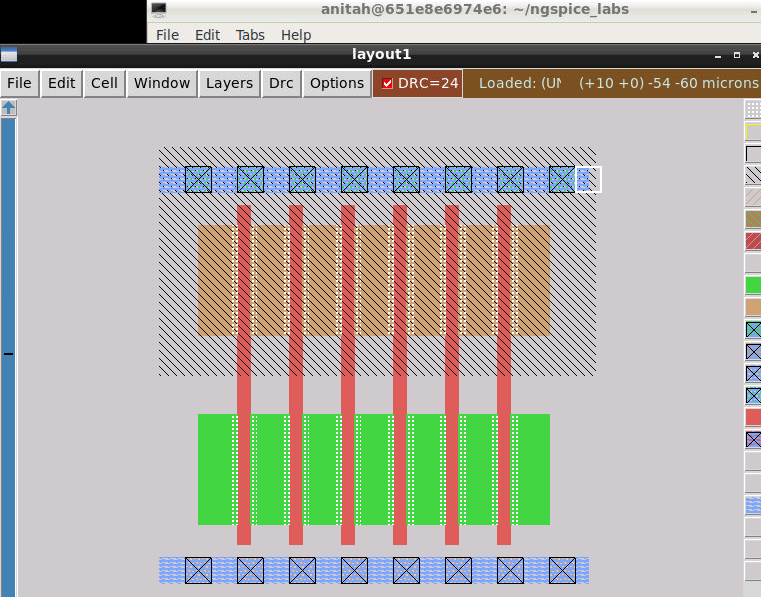 anitah@651e8e6974e6: ~/ngspice_labs
File Edit Tabs Help
layout1
File Edit Cell Window Layers Drc Options DRC=24 Loaded: (UN (+10 +0) -54 -60 microns